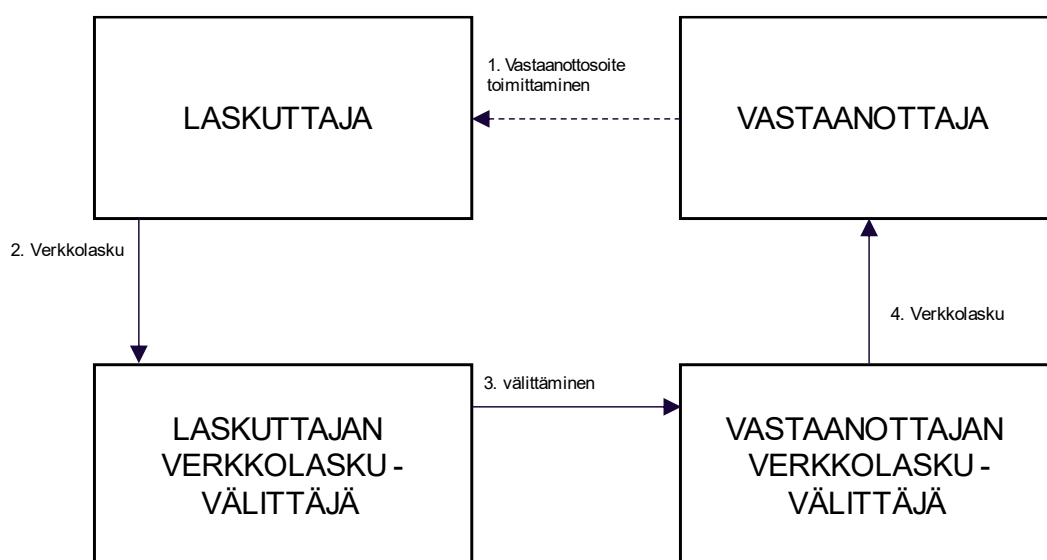 LASKUTTAJA
1. Vastaanottosoite
toimittaminen
VASTAANOTTAJA
2. Verkkolasku
4. Verkkolasku
3. välittäminen
LASKUTTAJAN
VERKKOLASKU -
VÄLITTÄJÄ
VASTAANOTTAJAN
VERKKOLASKU -
VÄLITTÄJÄ